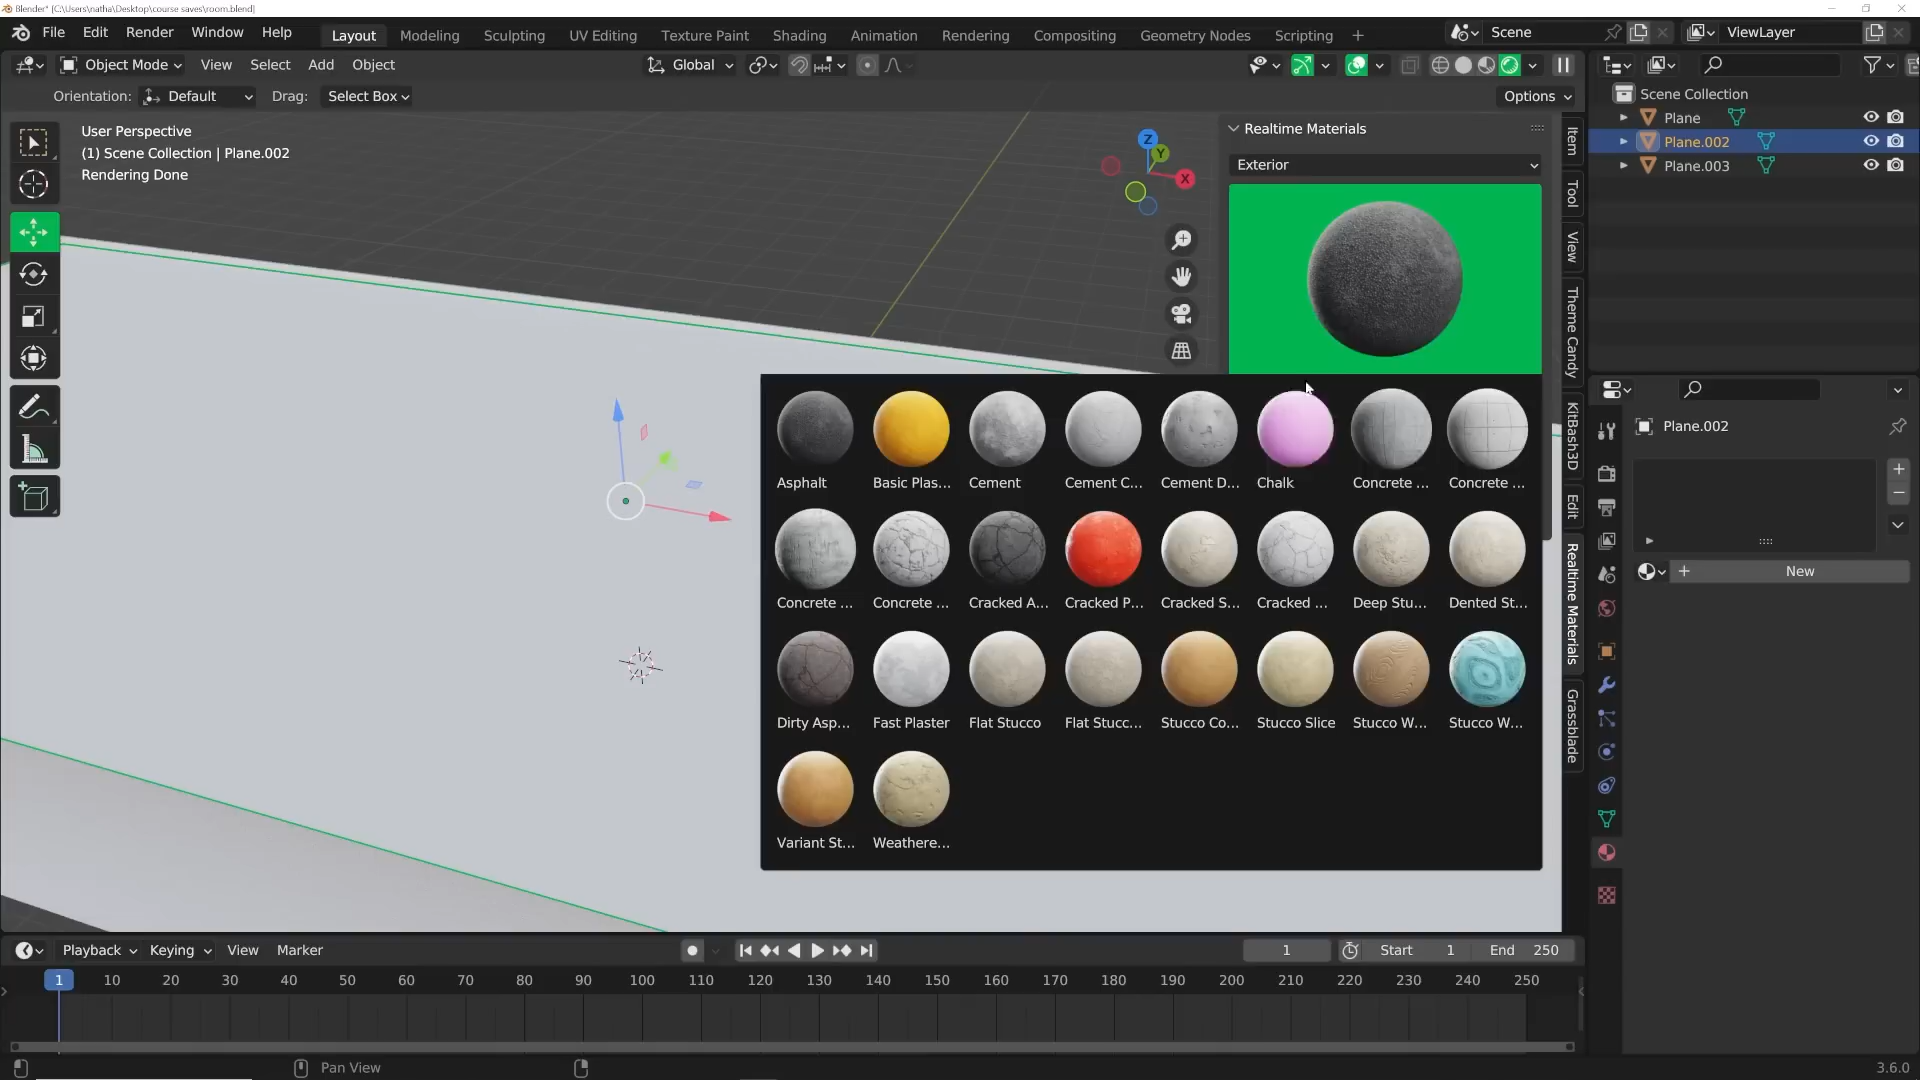 Blender* [C:\Users\natha\Desktop\course saves\room.blend]
File Edit Render Window Help
Layout Modeling Sculpting UV Editing Texture Paint Shading Animation Rendering Compositing Geometry Nodes Scripting +
Scene
ViewLayer
Object Mode View Select Add Object
Global
Orientation: Default Drag: Select Box
Options
User Perspective
(1) Scene Collection | Plane.002
Rendering Done
Z
Y
X
Realtime Materials
Exterior
Item
Tool
View
Theme Candy
KitBash3D
Edit
Realtime Materials
Grassblade
Scene Collection
Plane
Plane.002
Plane.003
Plane.002
+ New
Asphalt Basic Plas... Cement Cement C... Cement D... Chalk Concrete ... Concrete ...
Concrete ... Concrete ... Cracked A... Cracked P... Cracked S... Cracked ... Deep Stu... Dented St...
Dirty Asp... Fast Plaster Flat Stucco Flat Stucc... Stucco Co... Stucco Slice Stucco W... Stucco W...
Variant St... Weathere...
Playback Keying View Marker
1
Start 1 End 250
1 10 20 30 40 50 60 70 80 90 100 110 120 130 140 150 160 170 180 190 200 210 220 230 240 250
Pan View
3.6.0